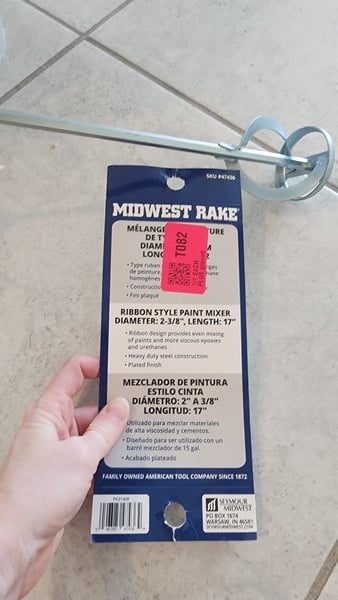 SKU #47436
MIDWEST RAKE®
MÉLANGE
DE TY
DIAM
LONG
• Type ruban
de peinture,
homogènes
• Constructio
• Fini plaqué
T082
RIBBON STYLE PAINT MIXER
DIAMETER: 2-3/8", LENGTH: 17"
• Ribbon design provides even mixing
of paints and more viscous epoxies
and urethanes
• Heavy duty steel construction
• Plated finish
MEZCLADOR DE PINTURA
ESTILO CINTA
DIÁMETRO: 2" A 3/8"
LONGITUD: 17"
Utilizado para mezclar materiales
de alta viscosidad y cementos.
• Diseñado para ser utilizado con un
barril mezclador de 15 gal.
• Acabado plateado
FAMILY OWNED AMERICAN TOOL COMPANY SINCE 1872
SEYMOUR
MIDWEST
PO BOX 1674
WARSAW, IN 46581
SEYMOURMIDWEST.COM